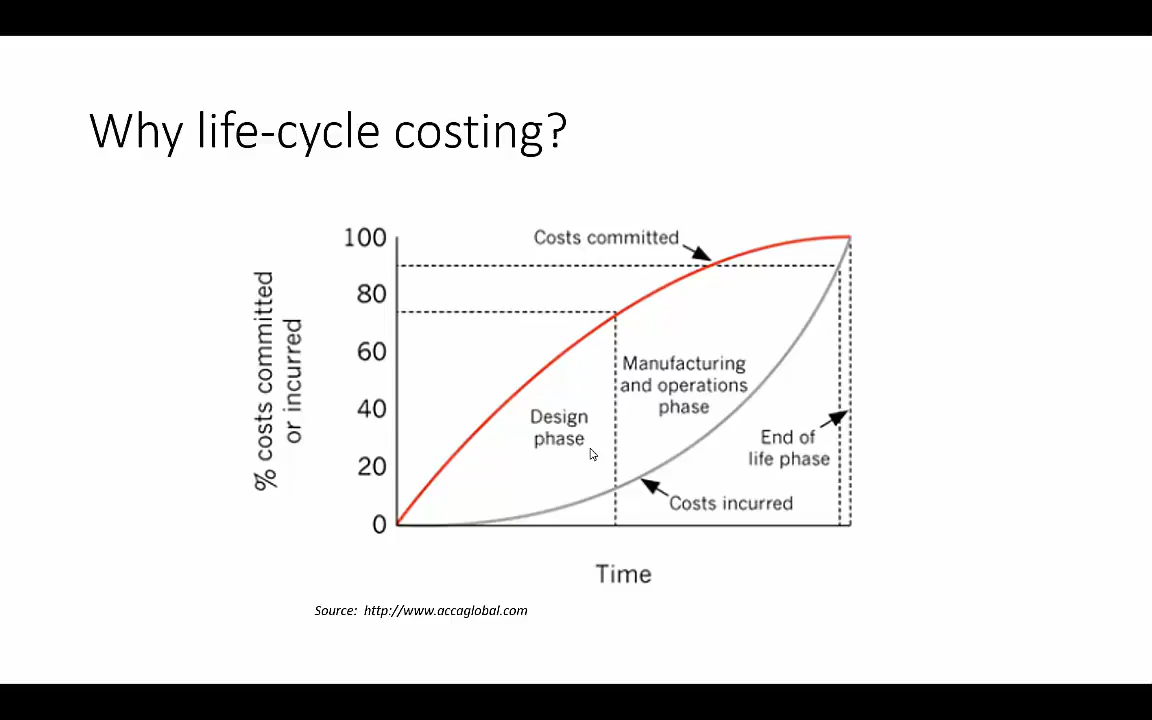 Why life-cycle costing?
% costs committed
or incurred
100
80
60
40
20
0
Costs committed
Manufacturing
and operations
phase
Design
phase
End of
life phase
Costs incurred
Time
Source: http://www.accaglobal.com